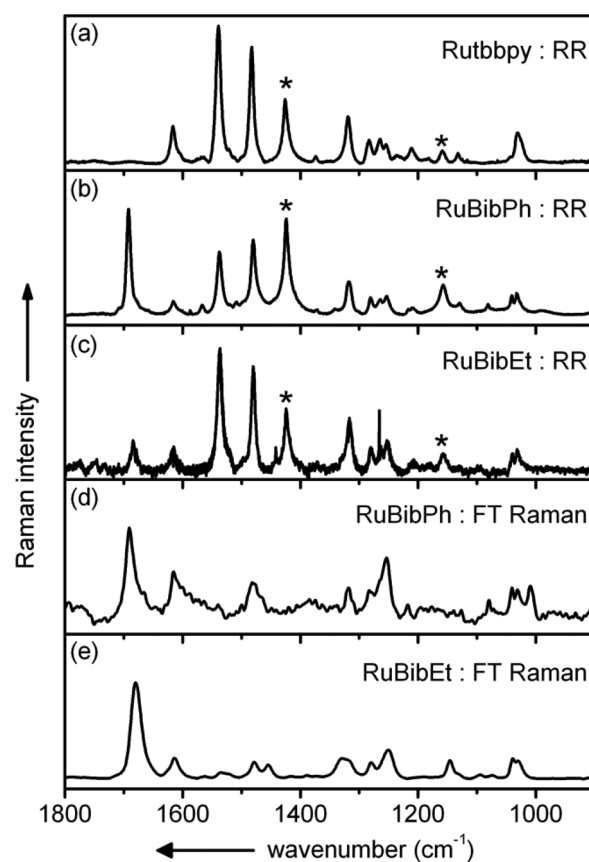 (a)
Rutbbpy : RR
*
*
(b)
RuBibPh : RR
*
*
(c)
RuBibEt : RR
*
*
(d)
RuBibPh : FT Raman
(e)
RuBibEt : FT Raman
Raman intensity
1800 1600 1400 1200 1000
wavenumber (cm⁻¹)